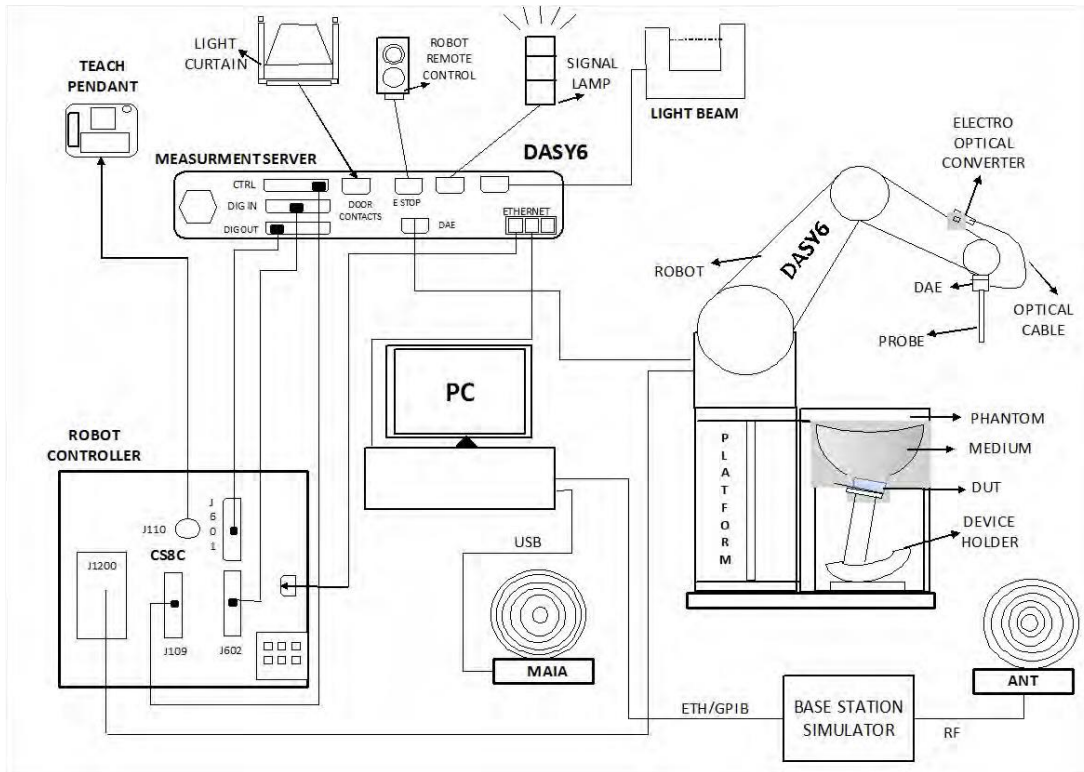 LIGHT
CURTAIN
ROBOT
REMOTE
CONTROL
SIGNAL
LAMP
LIGHT BEAM
TEACH
PENDANT
ELECTRO
OPTICAL
CONVERTER
MEASURMENT SERVER
DASY6
CTRL
DIG IN
DIG OUT
DOOR
CONTACTS
E STOP
DAE
ETHERNET
ROBOT
DASY6
DAE
OPTICAL
CABLE
PROBE
PC
PLATFORM
PHANTOM
MEDIUM
DUT
DEVICE
HOLDER
ROBOT
CONTROLLER
J110
J601
CS8C
J1200
J109
J602
USB
MAIA
ANT
ETH/GPIB
BASE STATION
SIMULATOR
RF